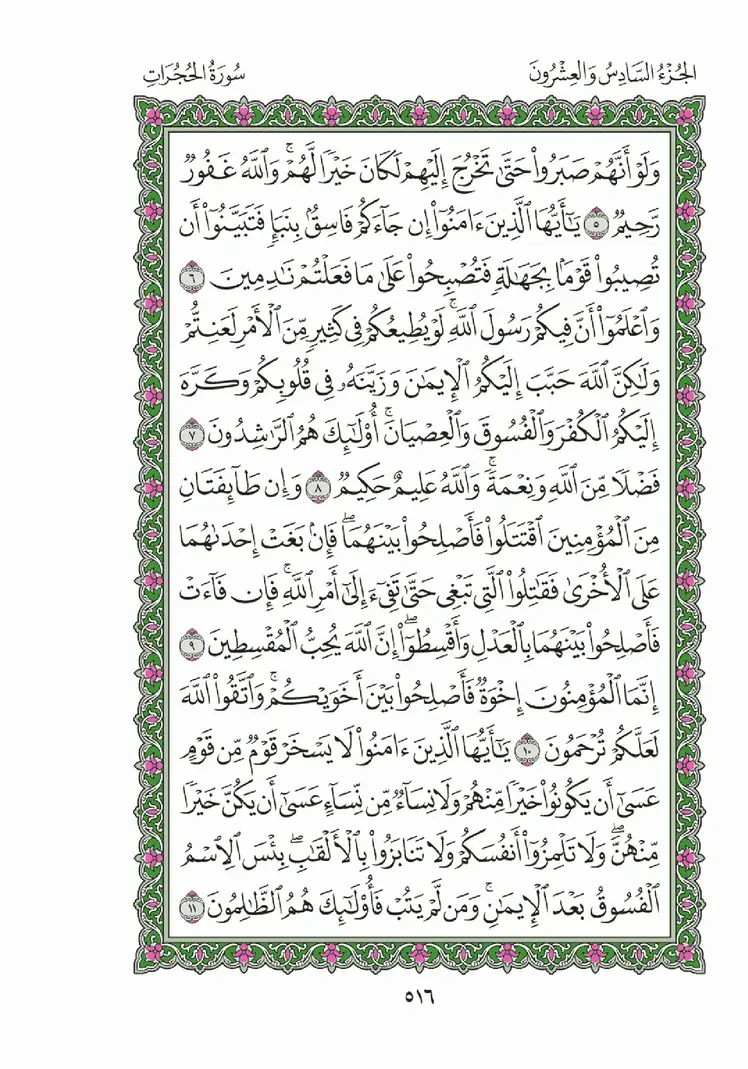 الجُزْءُ السَّادِسُ وَالعِشْرُونَ
سُورَةُ الحُجُرَاتِ
وَلَوْ أَنَّهُمْ صَبَرُواْ حَتَّىٰ تَخْرُجَ إِلَيْهِمْ لَكَانَ خَيْرٗا لَّهُمْۚ وَٱللَّهُ غَفُورٞ
رَّحِيمٞ ٥ يَٰٓأَيُّهَا ٱلَّذِينَ ءَامَنُوٓاْ إِن جَآءَكُمْ فَاسِقُۢ بِنَبَإٖ فَتَبَيَّنُوٓاْ أَن
تُصِيبُواْ قَوْمَۢا بِجَهَٰلَةٖ فَتُصْبِحُواْ عَلَىٰ مَا فَعَلْتُمْ نَٰدِمِينَ ٦
وَٱعْلَمُوٓاْ أَنَّ فِيكُمْ رَسُولَ ٱللَّهِۚ لَوْ يُطِيعُكُمْ فِي كَثِيرٖ مِّنَ ٱلْأَمْرِ لَعَنِتُّمْ
وَلَٰكِنَّ ٱللَّهَ حَبَّبَ إِلَيْكُمُ ٱلْإِيمَٰنَ وَزَيَّنَهُۥ فِي قُلُوبِكُمْ وَكَرَّهَ
إِلَيْكُمُ ٱلْكُفْرَ وَٱلْفُسُوقَ وَٱلْعِصْيَانَۚ أُوْلَٰٓئِكَ هُمُ ٱلرَّٰشِدُونَ ٧
فَضْلٗا مِّنَ ٱللَّهِ وَنِعْمَةٗۚ وَٱللَّهُ عَلِيمٌ حَكِيمٞ ٨ وَإِن طَآئِفَتَانِ
مِنَ ٱلْمُؤْمِنِينَ ٱقْتَتَلُواْ فَأَصْلِحُواْ بَيْنَهُمَاۖ فَإِنۢ بَغَتْ إِحْدَىٰهُمَا
عَلَى ٱلْأُخْرَىٰ فَقَٰتِلُواْ ٱلَّتِي تَبْغِي حَتَّىٰ تَفِيٓءَ إِلَىٰٓ أَمْرِ ٱللَّهِۚ فَإِن فَآءَتْ
فَأَصْلِحُواْ بَيْنَهُمَا بِٱلْعَدْلِ وَأَقْسِطُوٓاْۖ إِنَّ ٱللَّهَ يُحِبُّ ٱلْمُقْسِطِينَ ٩
إِنَّمَا ٱلْمُؤْمِنُونَ إِخْوَةٞ فَأَصْلِحُواْ بَيْنَ أَخَوَيْكُمْۚ وَٱتَّقُواْ ٱللَّهَ
لَعَلَّكُمْ تُرْحَمُونَ ١٠ يَٰٓأَيُّهَا ٱلَّذِينَ ءَامَنُواْ لَا يَسْخَرْ قَوْمٞ مِّن قَوْمٍ
عَسَىٰٓ أَن يَكُونُواْ خَيْرٗا مِّنْهُمْ وَلَا نِسَآءٞ مِّن نِّسَآءٍ عَسَىٰٓ أَن يَكُنَّ خَيْرٗا
مِّنْهُنَّۖ وَلَا تَلْمِزُوٓاْ أَنفُسَكُمْ وَلَا تَنَابَزُواْ بِٱلْأَلْقَٰبِۖ بِئْسَ ٱلِٱسْمُ
ٱلْفُسُوقُ بَعْدَ ٱلْإِيمَٰنِۚ وَمَن لَّمْ يَتُبْ فَأُوْلَٰٓئِكَ هُمُ ٱلظَّٰلِمُونَ ١١
٥١٦